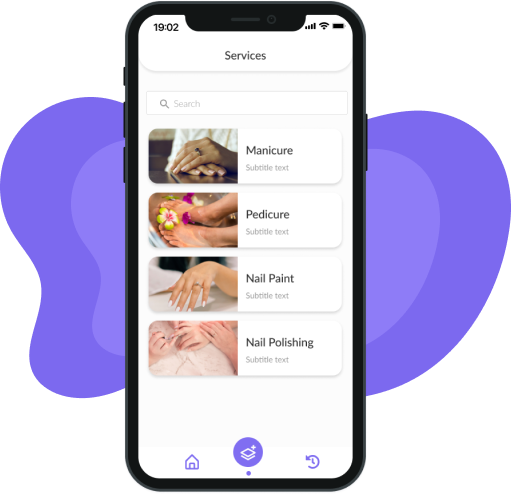 19:02
Services
Search
Manicure
Subtitle text
Pedicure
Subtitle text
Nail Paint
Subtitle text
Nail Polishing
Subtitle text